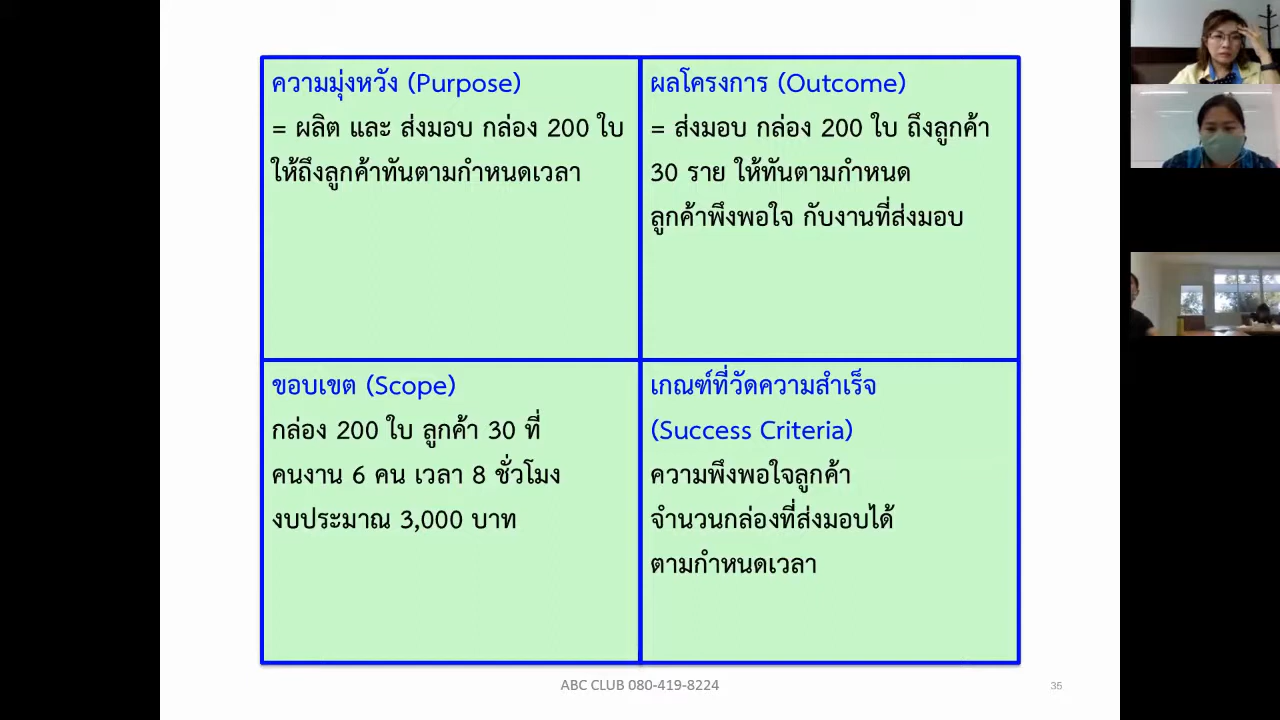 ความมุ่งหวัง (Purpose)
= ผลิต และ ส่งมอบ กล่อง 200 ใบ
ให้ถึงลูกค้าทันตามกำหนดเวลา
ผลโครงการ (Outcome)
= ส่งมอบ กล่อง 200 ใบ ถึงลูกค้า
30 ราย ให้ทันตามกำหนด
ลูกค้าพึงพอใจ กับงานที่ส่งมอบ
ขอบเขต (Scope)
กล่อง 200 ใบ ลูกค้า 30 ที่
คนงาน 6 คน เวลา 8 ชั่วโมง
งบประมาณ 3,000 บาท
เกณฑ์ที่วัดความสำเร็จ
(Success Criteria)
ความพึงพอใจลูกค้า
จำนวนกล่องที่ส่งมอบได้
ตามกำหนดเวลา
ABC CLUB 080-419-8224
35